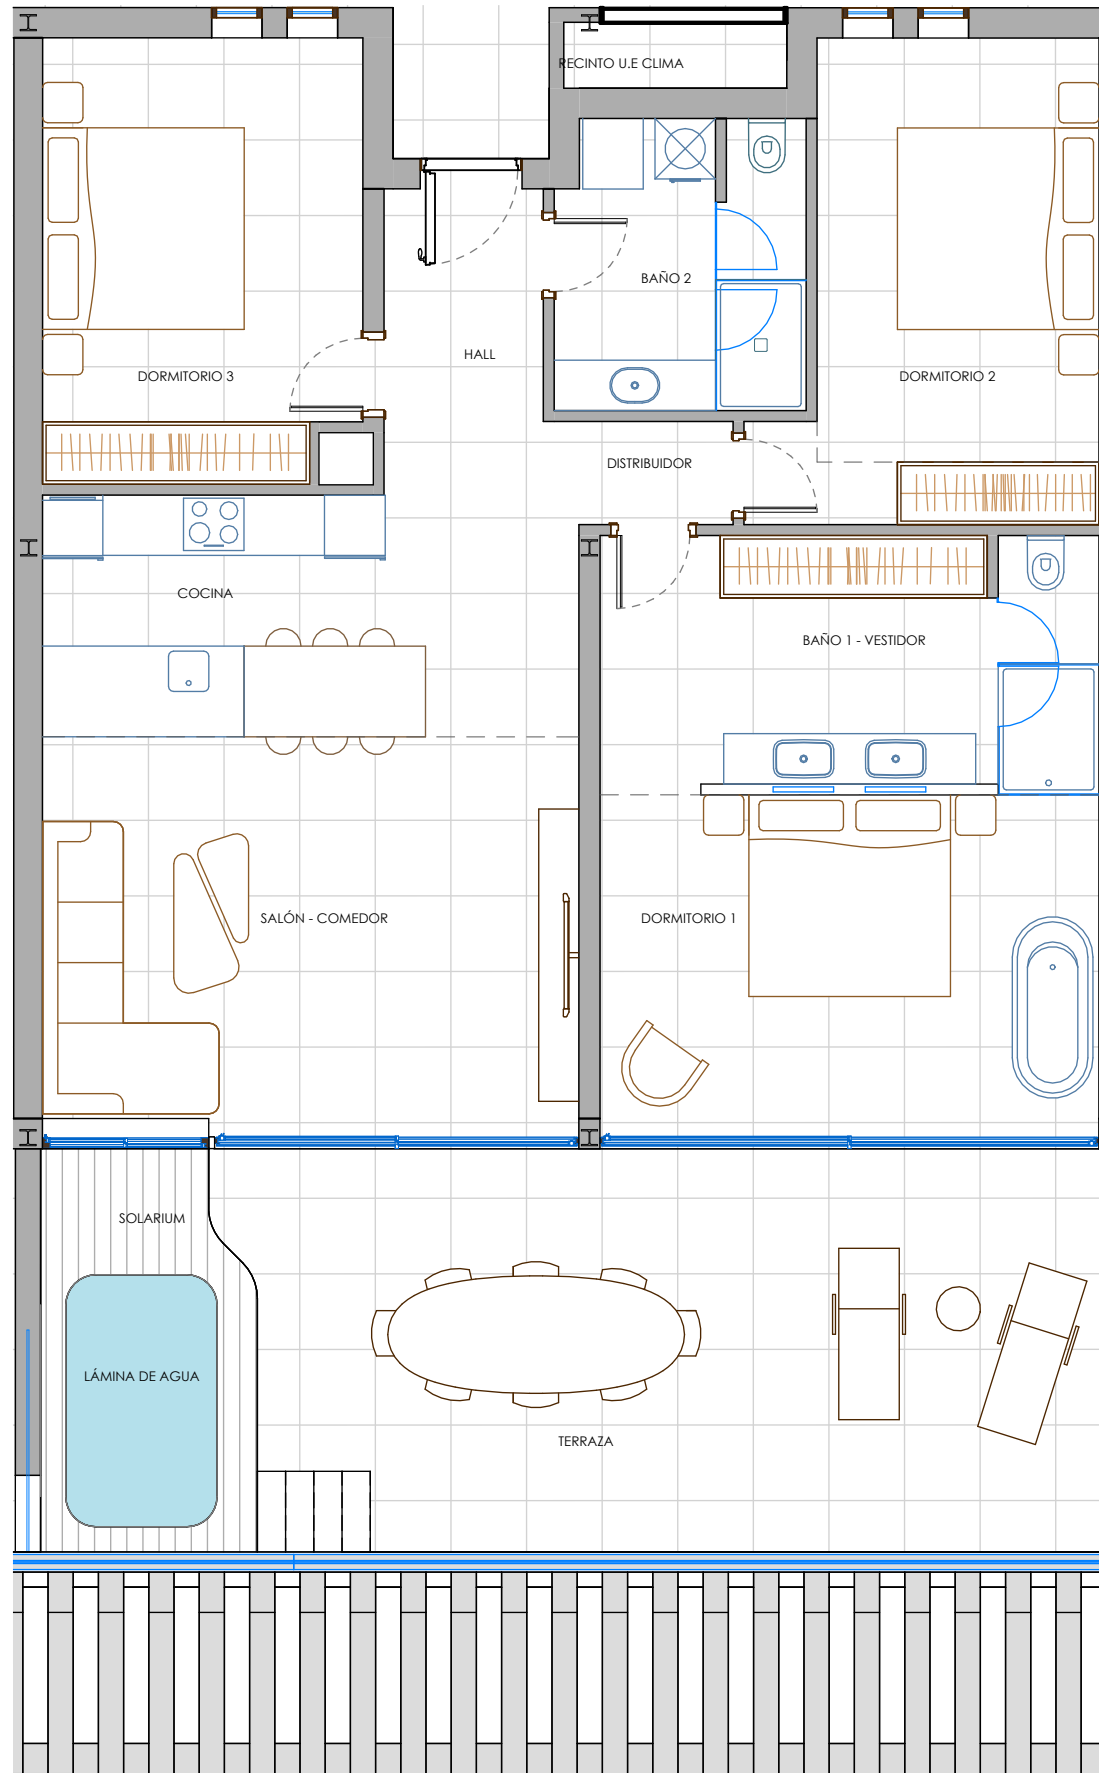 RECINTO U.E CLIMA
BAÑO 2
HALL
DORMITORIO 3
DORMITORIO 2
DISTRIBUIDOR
COCINA
BAÑO 1 - VESTIDOR
SALÓN - COMEDOR
DORMITORIO 1
SOLARIUM
LÁMINA DE AGUA
TERRAZA